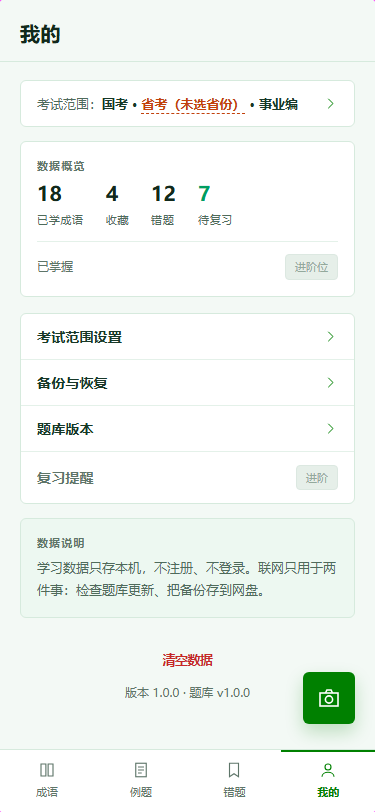 我的
考试范围：国考 • 省考（未选省份） • 事业编
数据概览
18 4 12 7
已学成语 收藏 错题 待复习
已掌握 进阶位
考试范围设置
备份与恢复
题库版本
复习提醒 进阶
数据说明
学习数据只存本机，不注册、不登录。联网只用于两
件事：检查题库更新、把备份存到网盘。
清空数据
版本 1.0.0 · 题库 v1.0.0
成语 例题 错题 我的